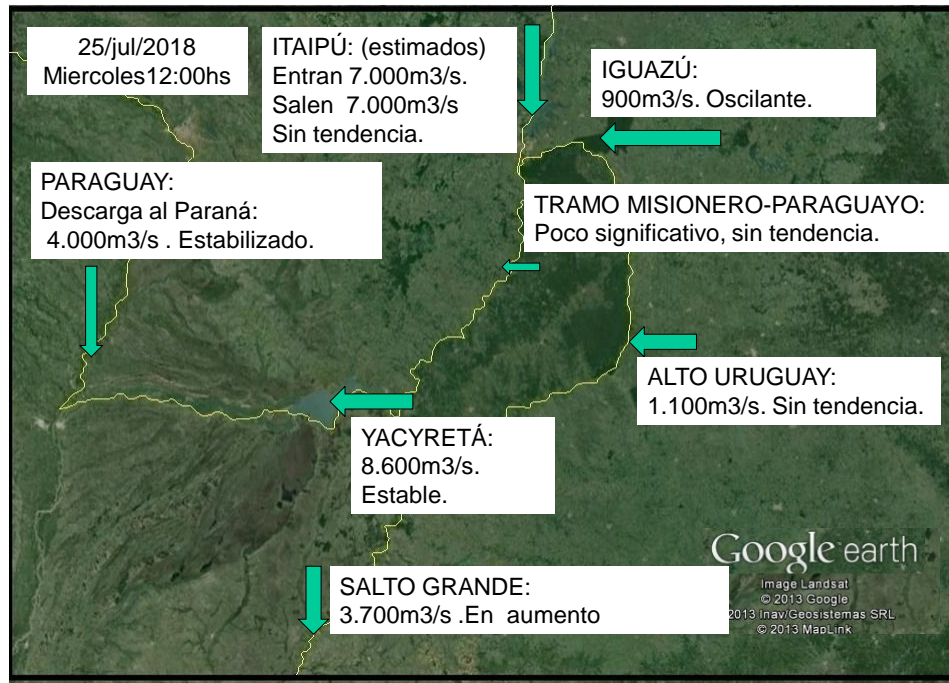 25/jul/2018
Miercoles12:00hs
ITAIPÚ: (estimados)
Entran 7.000m3/s.
Salen  7.000m3/s
Sin tendencia.
IGUAZÚ:
900m3/s. Oscilante.
PARAGUAY:
Descarga al Paraná:
4.000m3/s . Estabilizado.
TRAMO MISIONERO-PARAGUAYO:
Poco significativo, sin tendencia.
ALTO URUGUAY:
1.100m3/s. Sin tendencia.
YACYRETÁ:
8.600m3/s.
Estable.
SALTO GRANDE:
3.700m3/s .En  aumento
Google earth
Image Landsat
© 2013 Google
2013 Inav/Geosistemas SRL
© 2013 MapLink